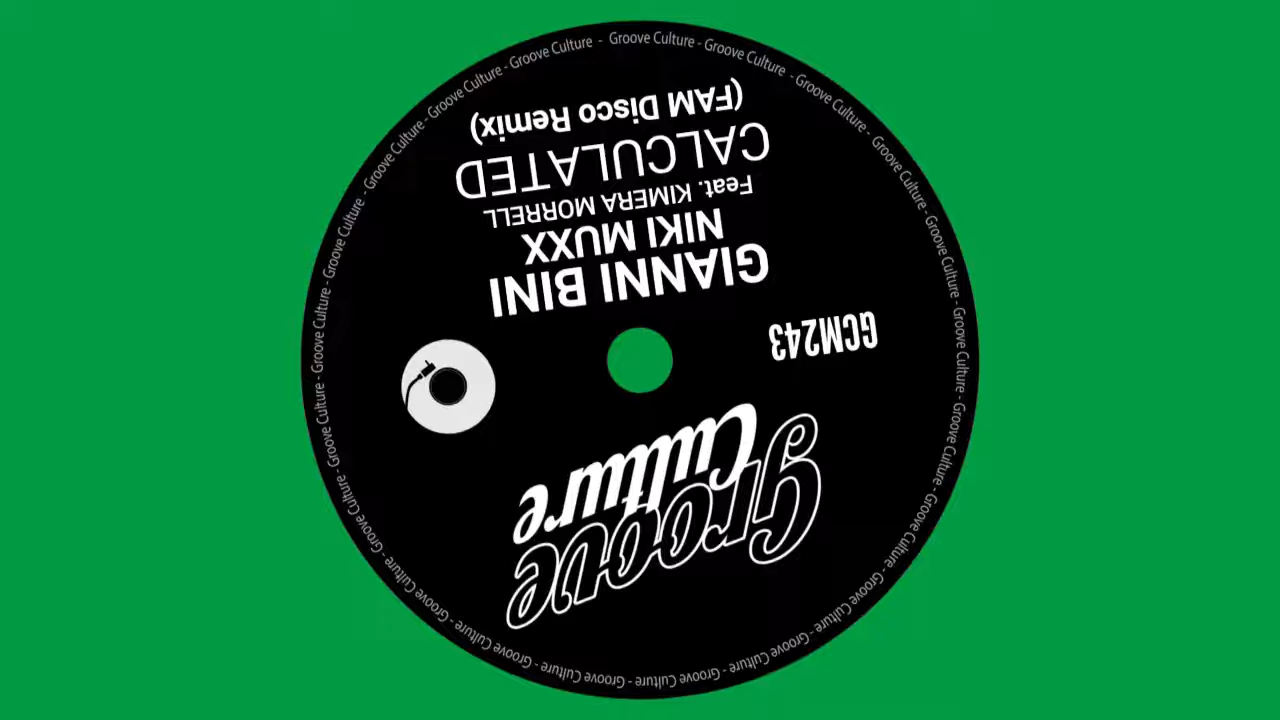 Groove
Culture
GCM243
GIANNI BINI
NIKI MUXX
Feat. KIMERA MORRELL
CALCULATED
(FAM Disco Remix)
Groove Culture - Groove Culture - Groove Culture - Groove Culture - Groove Culture - Groove Culture - Groove Culture - Groove Culture - Groove Culture - Groove Culture - Groove Culture - Groove Culture - Groove Culture - Groove Culture - Groove Culture - Groove Culture - Groove Culture - Groove Culture - Groove Culture - Groove Culture - Groove Culture - Groove Culture -